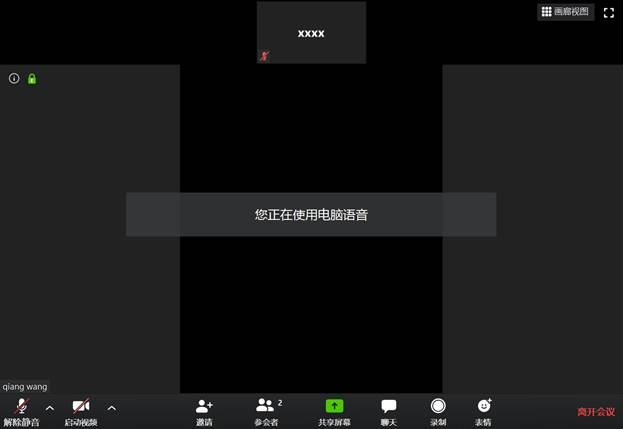 xxxx
画廊视图
您正在使用电脑语音
qiang wang
解除静音
启动视频
邀请
参会者
2
共享屏幕
聊天
录制
表情
离开会议